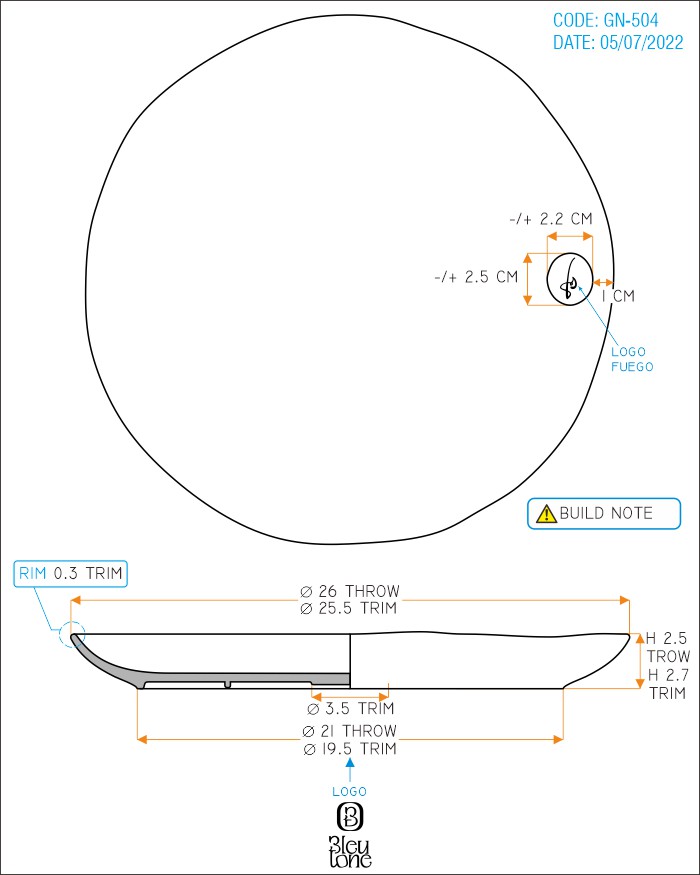 CODE: GN-504
DATE: 05/07/2022
-/+ 2.2 CM
-/+ 2.5 CM
1 CM
LOGO
FUEGO
BUILD NOTE
RIM 0.3 TRIM
Ø 26 THROW
Ø 25.5 TRIM
H 2.5
TROW
H 2.7
TRIM
Ø 3.5 TRIM
Ø 21 THROW
Ø 19.5 TRIM
LOGO
Bleu
tone